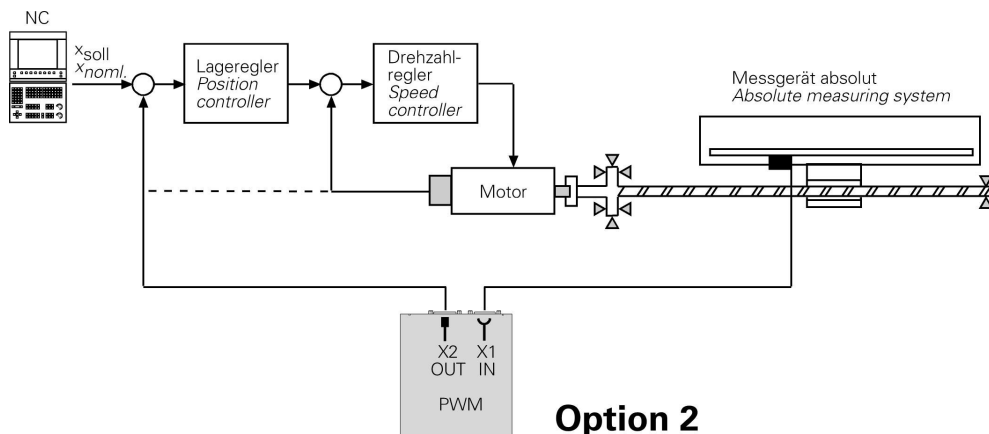 NC
xsoll
xnoml.
Lageregler
Position
controller
Drehzahl-
regler
Speed
controller
Messgerät absolut
Absolute measuring system
Motor
X2 X1
OUT IN
PWM
Option 2